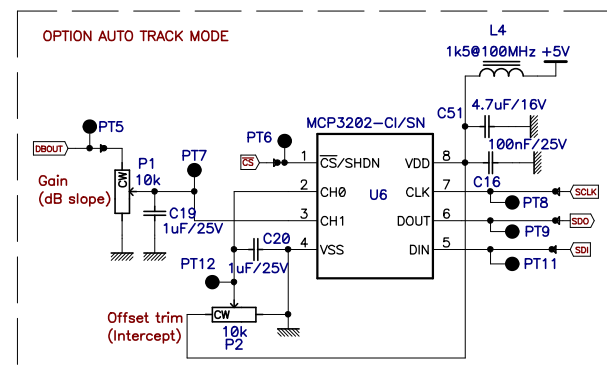 OPTION AUTO TRACK MODE
L4
1k5@100MHz +5V
C51
4.7uF/16V
100nF/25V
C16
MCP3202-CI/SN
PT5
DBOUT
PT6
CS
P1
10k
PT7
CW
Gain
(dB slope)
C19
1uF/25V
1
CS/SHDN
VDD
8
2
CH0
CLK
7
SCLK
U6
PT8
3
CH1
DOUT
6
SDO
PT9
4
VSS
DIN
5
SDI
PT11
C20
1uF/25V
PT12
Offset trim
(Intercept)
CW
10k
P2